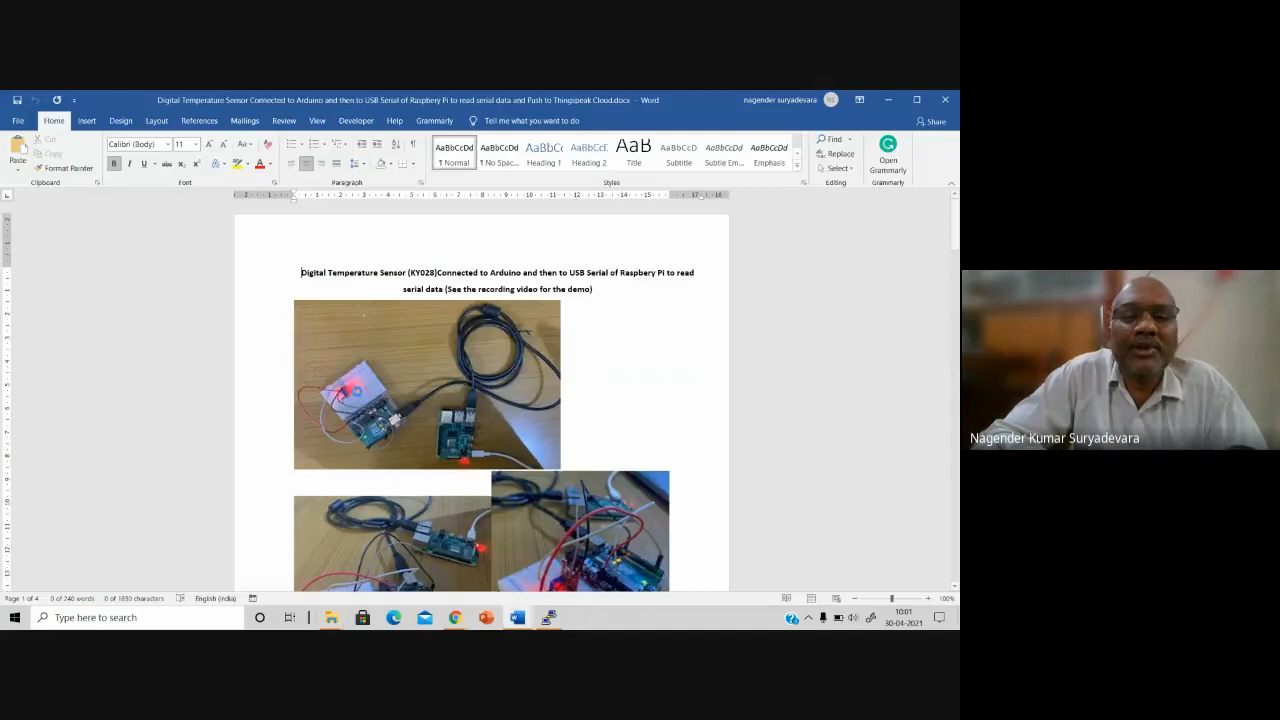 Digital Temperature Sensor Connected to Arduino and then to USB Serial of Raspbery Pi to read serial data and Push to Thingspeak Cloud.docx - Word
nagender suryadevara
NS
File Home Insert Design Layout References Mailings Review View Developer Help Grammarly Tell me what you want to do Share
Paste
Cut
Copy
Format Painter
Clipboard
Calibri (Body) 11
Font
Paragraph
AaBbCcDd AaBbCcDd AaBbCc AaBbCcC AaB AaBbCcD AaBbCcDd AaBbCcDd
¶ Normal ¶ No Spac... Heading 1 Heading 2 Title Subtitle Subtle Em... Emphasis
Styles
Find
Replace
Select
Editing
Open
Grammarly
Grammarly
Digital Temperature Sensor (KY028)Connected to Arduino and then to USB Serial of Raspbery Pi to read
serial data (See the recording video for the demo)
Nagender Kumar Suryadevara
Page 1 of 4 0 of 240 words 0 of 1850 characters English (India) 100%
Type here to search
10:01
30-04-2021